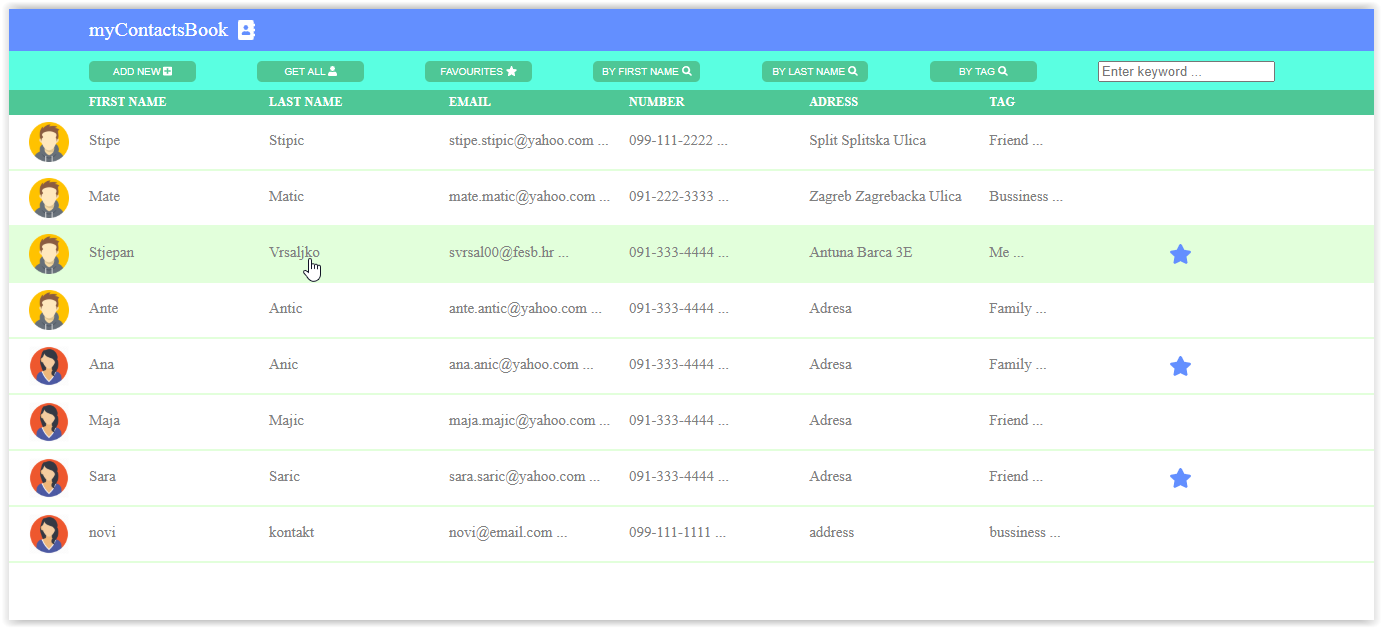 myContactsBook
ADD NEW GET ALL FAVOURITES BY FIRST NAME BY LAST NAME BY TAG Enter keyword ...
FIRST NAME LAST NAME EMAIL NUMBER ADRESS TAG
Stipe Stipic stipe.stipic@yahoo.com ... 099-111-2222 ... Split Splitska Ulica Friend ...
Mate Matic mate.matic@yahoo.com ... 091-222-3333 ... Zagreb Zagrebacka Ulica Bussiness ...
Stjepan Vrsaljko svrsal00@fesb.hr ... 091-333-4444 ... Antuna Barca 3E Me ...
Ante Antic ante.antic@yahoo.com ... 091-333-4444 ... Adresa Family ...
Ana Anic ana.anic@yahoo.com ... 091-333-4444 ... Adresa Family ...
Maja Majic maja.majic@yahoo.com ... 091-333-4444 ... Adresa Friend ...
Sara Saric sara.saric@yahoo.com ... 091-333-4444 ... Adresa Friend ...
novi kontakt novi@email.com ... 099-111-1111 ... address bussiness ...